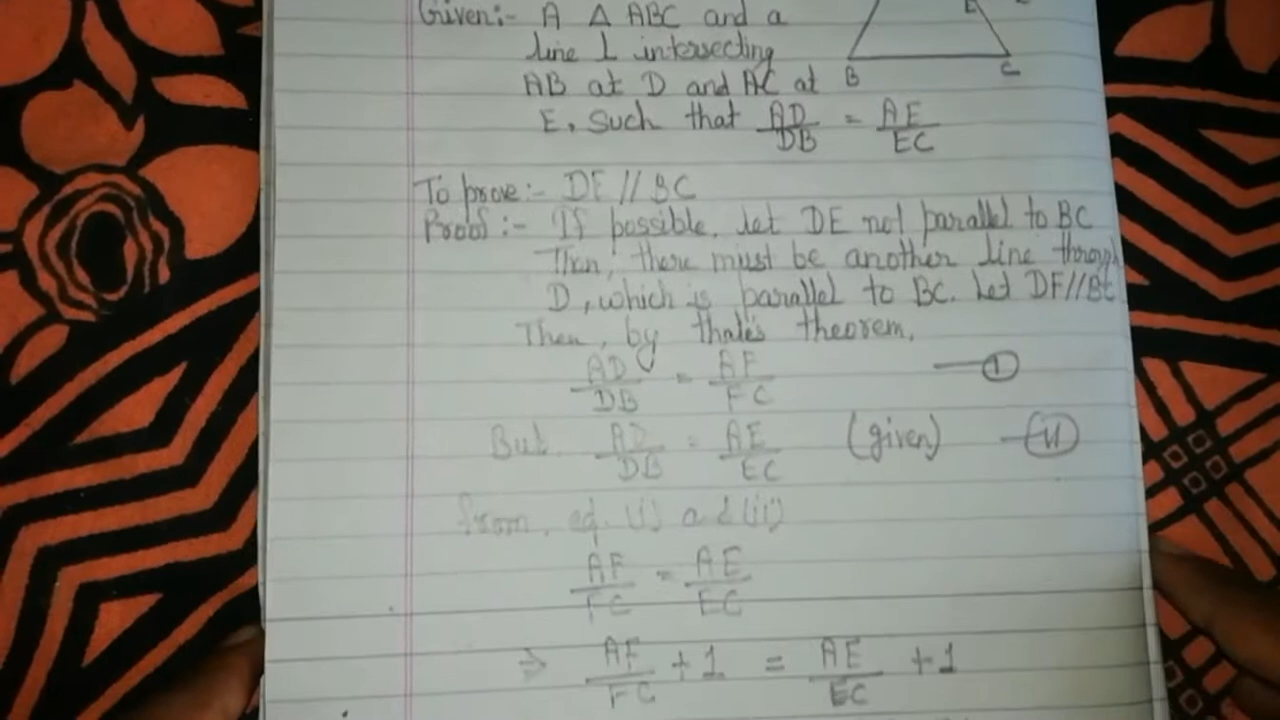 Given:- A Δ ABC and a
line l intersecting
AB at D and AC at
E, such that AD/DB = AE/EC
E
B C
To prove:- DE // BC
Proof:- If possible, let DE not parallel to BC
Then, there must be another line through
D, which is parallel to BC. Let DF//BC
Then, by thale's theorem,
AD/DB = AF/FC —(I)
But AD/DB = AE/EC (given) —(II)
from, eq. (i) and (ii)
AF/FC = AE/EC
⇒ AF/FC + 1 = AE/EC + 1